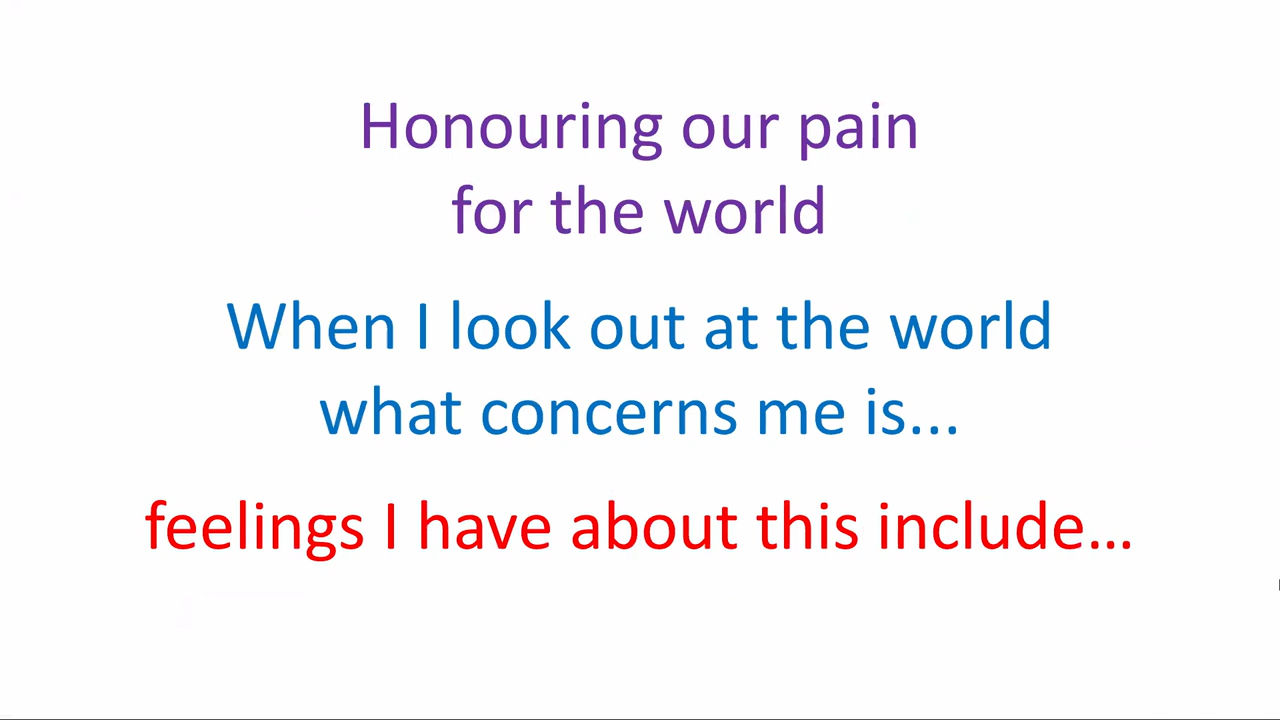 Honouring our pain
for the world
When I look out at the world
what concerns me is...
feelings I have about this include...